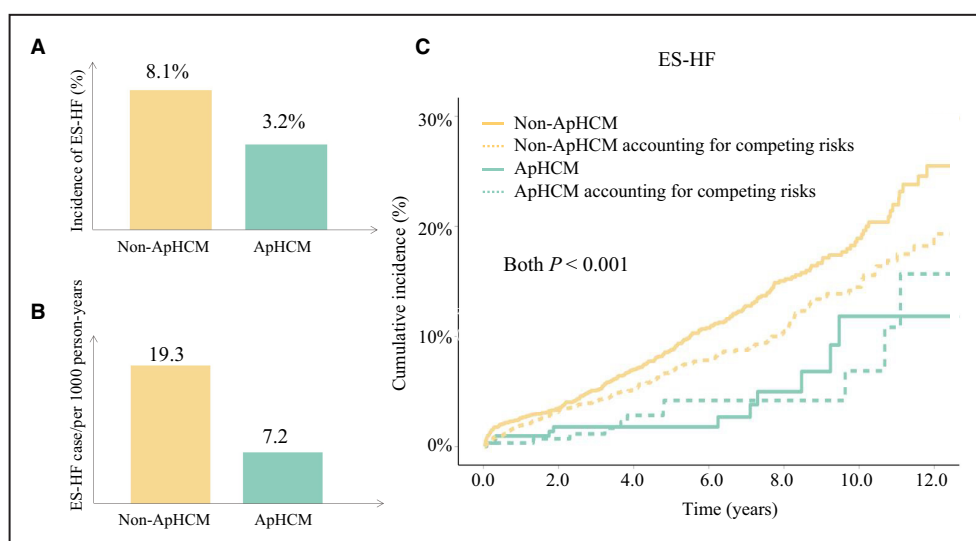 A
Incidence of ES-HF (%)
8.1%
3.2%
Non-ApHCM
ApHCM
B
ES-HF case/per 1000 person-years
19.3
7.2
Non-ApHCM
ApHCM
C
ES-HF
Cumulative incidence (%)
30%
20%
10%
0%
Non-ApHCM
Non-ApHCM accounting for competing risks
ApHCM
ApHCM accounting for competing risks
Both P < 0.001
0.0 2.0 4.0 6.0 8.0 10.0 12.0
Time (years)